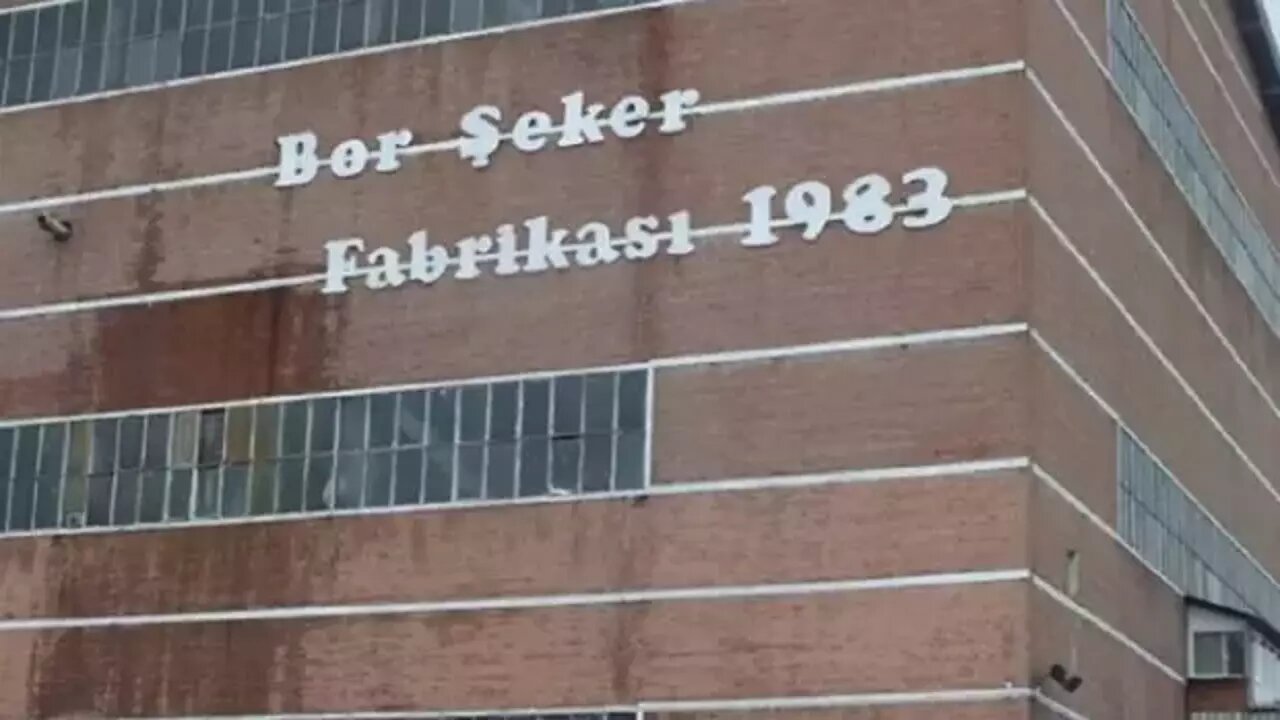 Bor Şeker
Fabrikası 1983